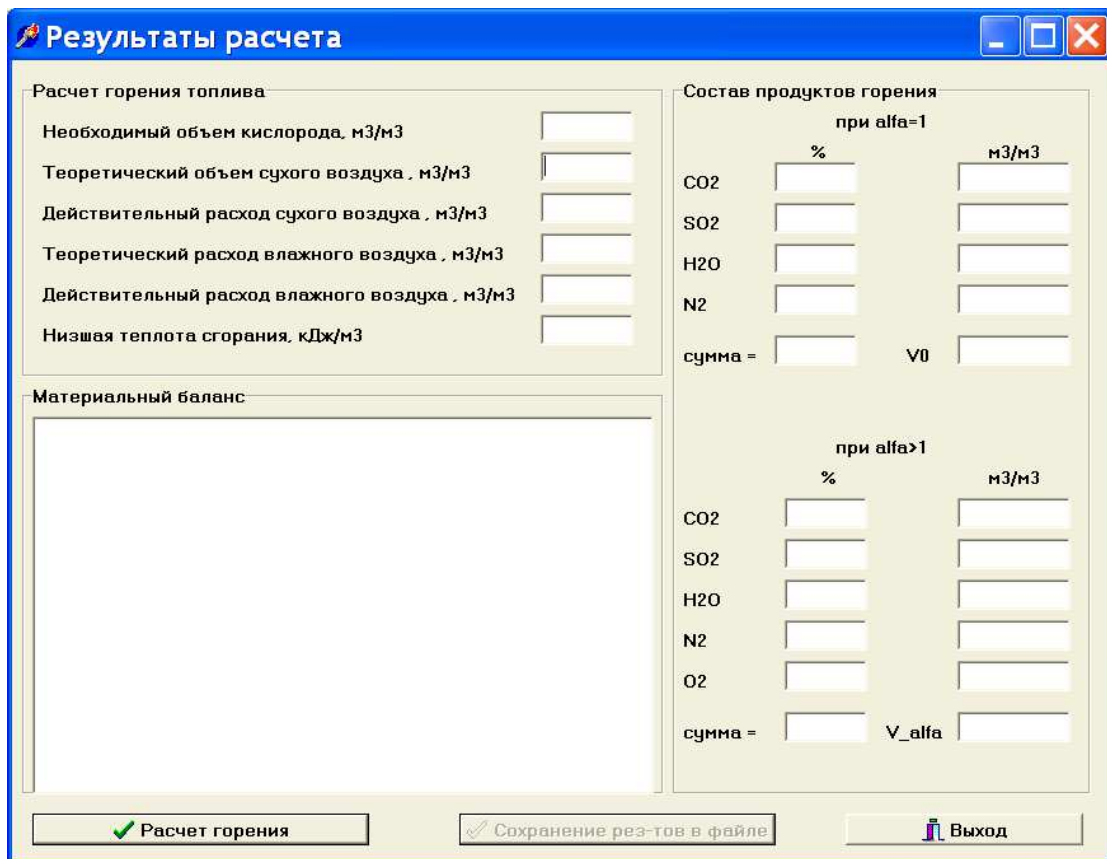 Результаты расчета
Расчет горения топлива
Необходимый объем кислорода, м3/м3
Теоретический объем сухого воздуха , м3/м3
Действительный расход сухого воздуха , м3/м3
Теоретический расход влажного воздуха , м3/м3
Действительный расход влажного воздуха , м3/м3
Низшая теплота сгорания, кДж/м3
Материальный баланс
Состав продуктов горения
при alfa=1
% м3/м3
CO2
SO2
H2O
N2
сумма = V0
при alfa>1
% м3/м3
CO2
SO2
H2O
N2
O2
сумма = V_alfa
Расчет горения Сохранение рез-тов в файле Выход